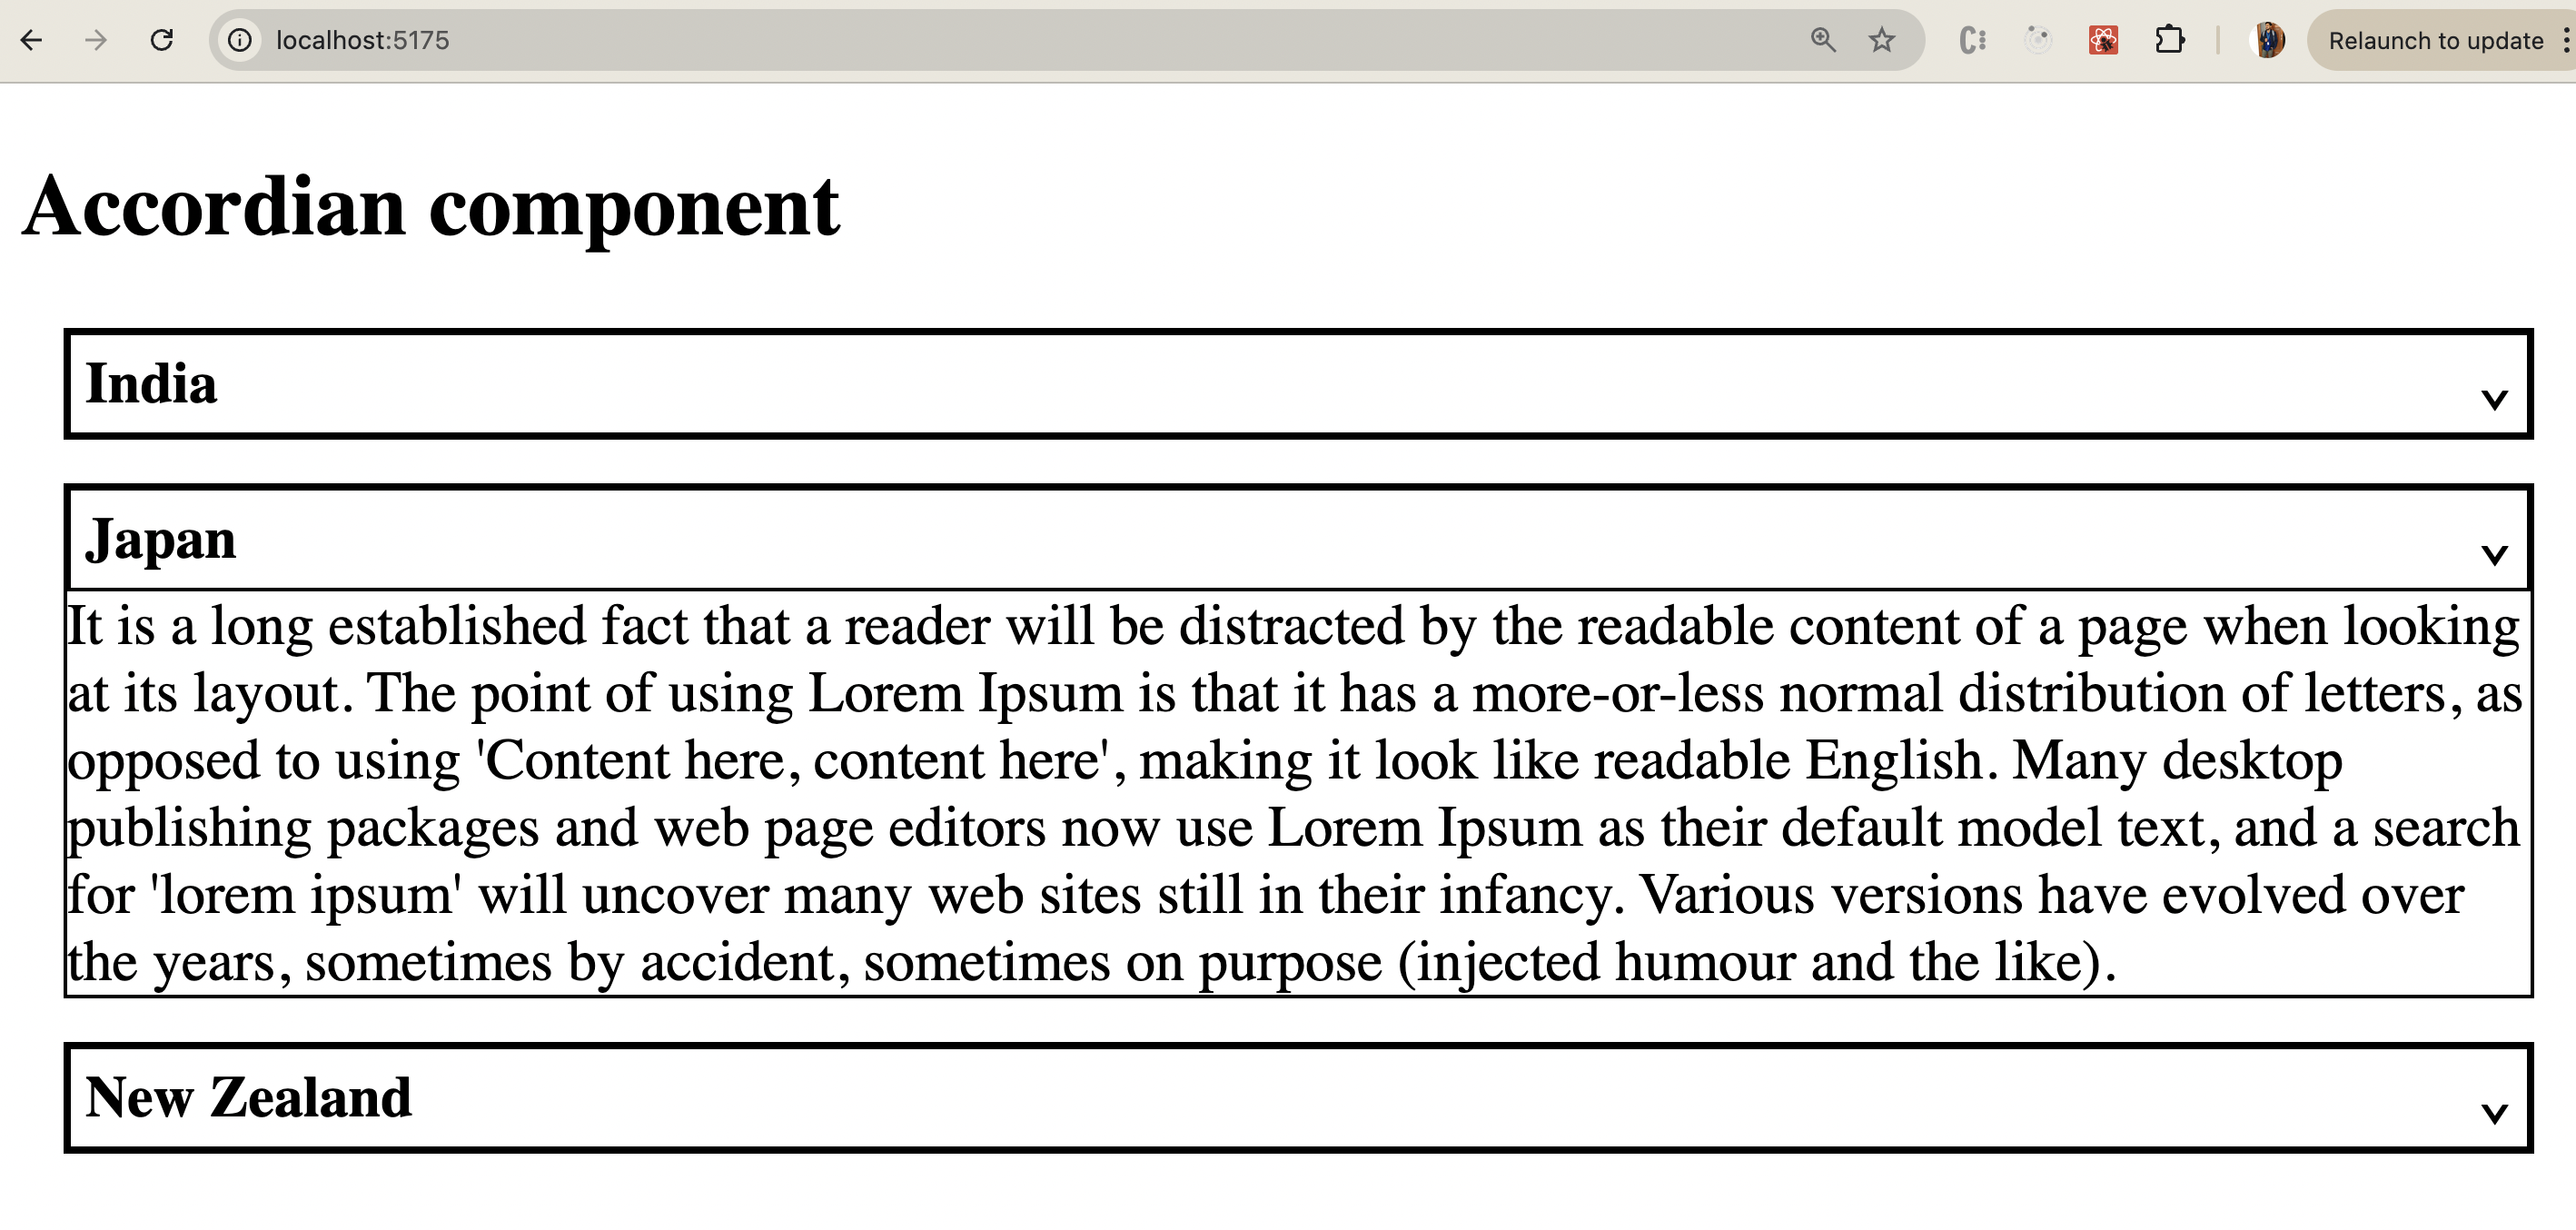 localhost:5175
Relaunch to update
Accordian component
India
Japan
It is a long established fact that a reader will be distracted by the readable content of a page when looking
at its layout. The point of using Lorem Ipsum is that it has a more-or-less normal distribution of letters, as
opposed to using 'Content here, content here', making it look like readable English. Many desktop
publishing packages and web page editors now use Lorem Ipsum as their default model text, and a search
for 'lorem ipsum' will uncover many web sites still in their infancy. Various versions have evolved over
the years, sometimes by accident, sometimes on purpose (injected humour and the like).
New Zealand